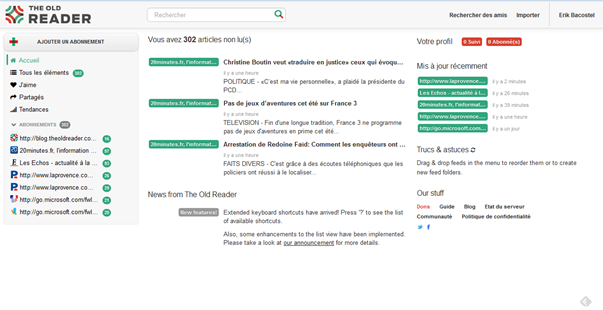 THE OLD
READER
Rechercher
Rechercher des amis
Importer
Erik Bacostel
AJOUTER UN ABONNEMENT
Accueil
Tous les éléments
J'aime
Partagés
Tendances
ABONNEMENTS
http://blog.theoldreader.co...
20minutes.fr, l'information ...
Les Echos - actualité à la ...
http://www.laprovence.co...
http://www.laprovence.co...
http://go.microsoft.com/fwl...
http://go.microsoft.com/fwl...
Vous avez 302 articles non lu(s)
20minutes.fr, l'informat...
Christine Boutin veut «traduire en justice» ceux qui évoqu...
il y a une heure
POLITIQUE - «C'est ma vie personnelle», a plaidé la présidente du
PCD...
20minutes.fr, l'informat...
Pas de jeux d'aventures cet été sur France 3
il y a une heure
TELEVISION - Fin d'une longue tradition, France 3 ne programme
pas de jeux d'aventures en prime cet été...
20minutes.fr, l'informat...
Arrestation de Redoine Faïd: Comment les enquêteurs ont ...
il y a une heure
FAITS DIVERS - C'est grâce à des écoutes téléphoniques que les
policiers ont réussi à le localiser...
News from The Old Reader
New features!
Extended keyboard shortcuts have arrived! Press '?' to see the list
of available shortcuts.
Also, some enhancements to the list view have been implemented.
Please take a look at our announcement for more details.
Votre profil
0 Suivi
0 Abonné(s)
Mis à jour récemment
http://www.laprovence....
il y a 2 minutes
Les Echos - actualité à l...
il y a 26 minutes
20minutes.fr, l'informat...
il y a 39 minutes
http://www.laprovence....
il y a une heure
http://go.microsoft.com...
il y a un jour
Trucs & astuces
Drag & drop feeds in the menu to reorder them or to create
new feed folders.
Our stuff
Dons
Guide
Blog
Etat du serveur
Communauté
Politique de confidentialité